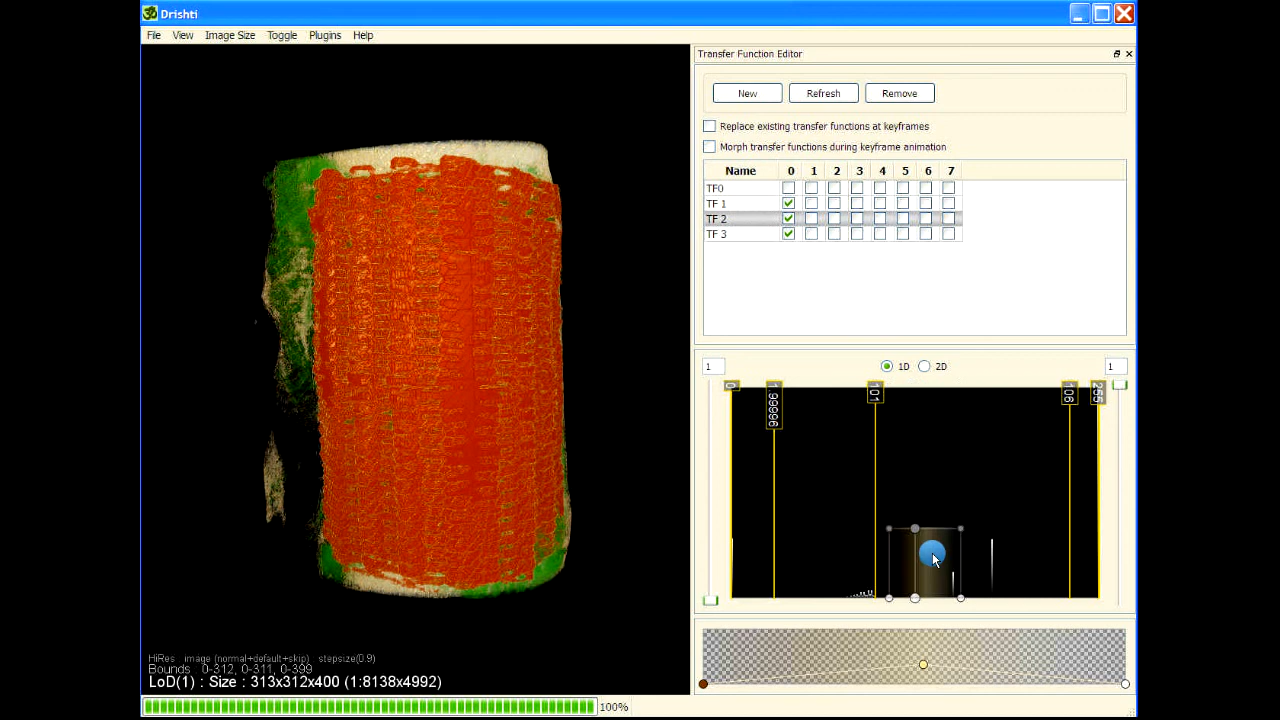 Drishti
File View Image Size Toggle Plugins Help
Transfer Function Editor
New Refresh Remove
Replace existing transfer functions at keyframes
Morph transfer functions during keyframe animation
Name 0 1 2 3 4 5 6 7
TF0
TF 1
TF 2
TF 3
1 1D 2D 1
0 1.99996 101 106 255
HiRes image (normal+default+skip) stepsize(0.9)
Bounds 0-312, 0-311, 0-399
LoD(1) : Size : 313x312x400 (1:8138x4992)
100%